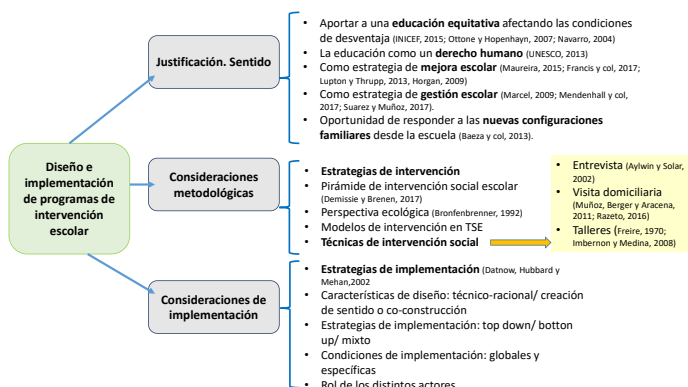 Diseño e
implementación
de programas de
intervención
escolar
Justificación. Sentido
• Aportar a una educación equitativa afectando las condiciones
de desventaja (INICEF, 2015; Ottone y Hopenhayn, 2007; Navarro, 2004)
• La educación como un derecho humano (UNESCO, 2013)
• Como estrategia de mejora escolar (Maureira, 2015; Francis y col, 2017;
Lupton y Thrupp, 2013, Horgan, 2009)
• Como estrategia de gestión escolar (Marcel, 2009; Mendenhall y col,
2017; Suarez y Muñoz, 2017).
• Oportunidad de responder a las nuevas configuraciones
familiares desde la escuela (Baeza y col, 2013).
Consideraciones
metodológicas
• Estrategias de intervención
• Pirámide de intervención social escolar
(Demissie y Brenen, 2017)
• Perspectiva ecológica (Bronfenbrenner, 1992)
• Modelos de intervención en TSE
• Técnicas de intervención social
• Entrevista (Aylwin y Solar,
2002)
• Visita domiciliaria
(Muñoz, Berger y Aracena,
2011; Razeto, 2016)
• Talleres (Freire, 1970;
Imbernon y Medina, 2008)
Consideraciones de
implementación
• Estrategias de implementación (Datnow, Hubbard y
Mehan,2002
• Características de diseño: técnico-racional/ creación
de sentido o co-construcción
• Estrategias de implementación: top down/ botton
up/ mixto
• Condiciones de implementación: globales y
específicas
• Rol de los distintos actores